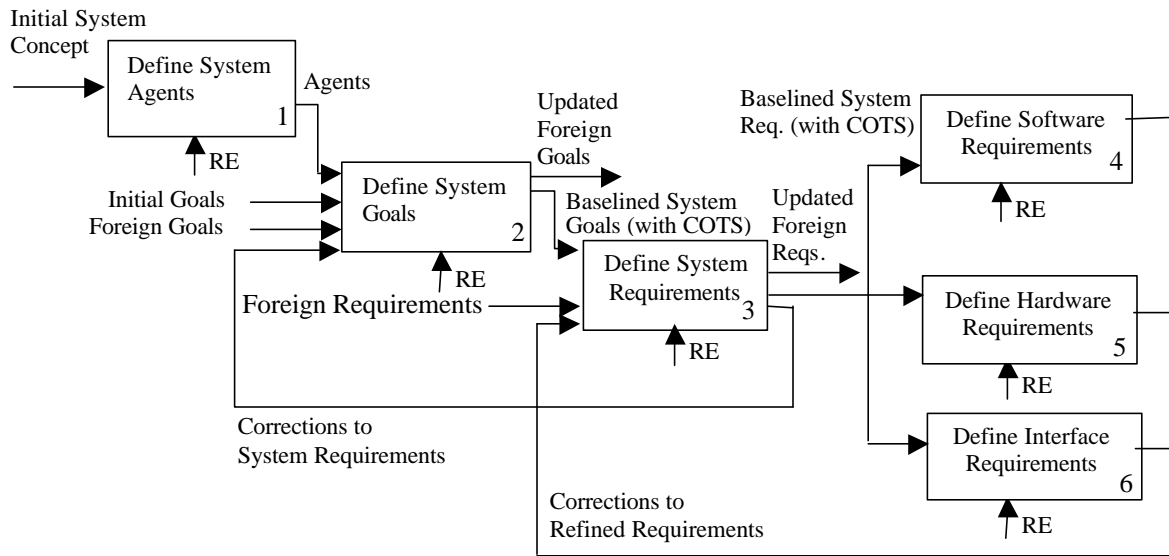 Initial System
Concept
Define System
Agents
1
Agents
RE
Initial Goals
Foreign Goals
Define System
Goals
2
RE
Updated
Foreign
Goals
Baselined System
Goals (with COTS)
Foreign Requirements
Define System
Requirements
3
RE
Updated
Foreign
Reqs.
Baselined System
Req. (with COTS)
Define Software
Requirements
4
RE
Define Hardware
Requirements
5
RE
Define Interface
Requirements
6
RE
Corrections to
System Requirements
Corrections to
Refined Requirements